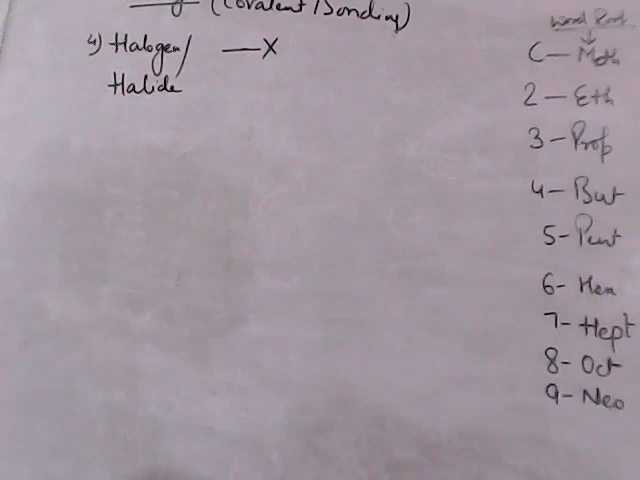 (Covalent Bonding)
4) Halogen/ —X
Halide
Word Root
C — Meth
2 — Eth
3 — Prop
4 — But
5 - Pent
6 - Hex
7 - Hept
8 - Oct
9 - Neo